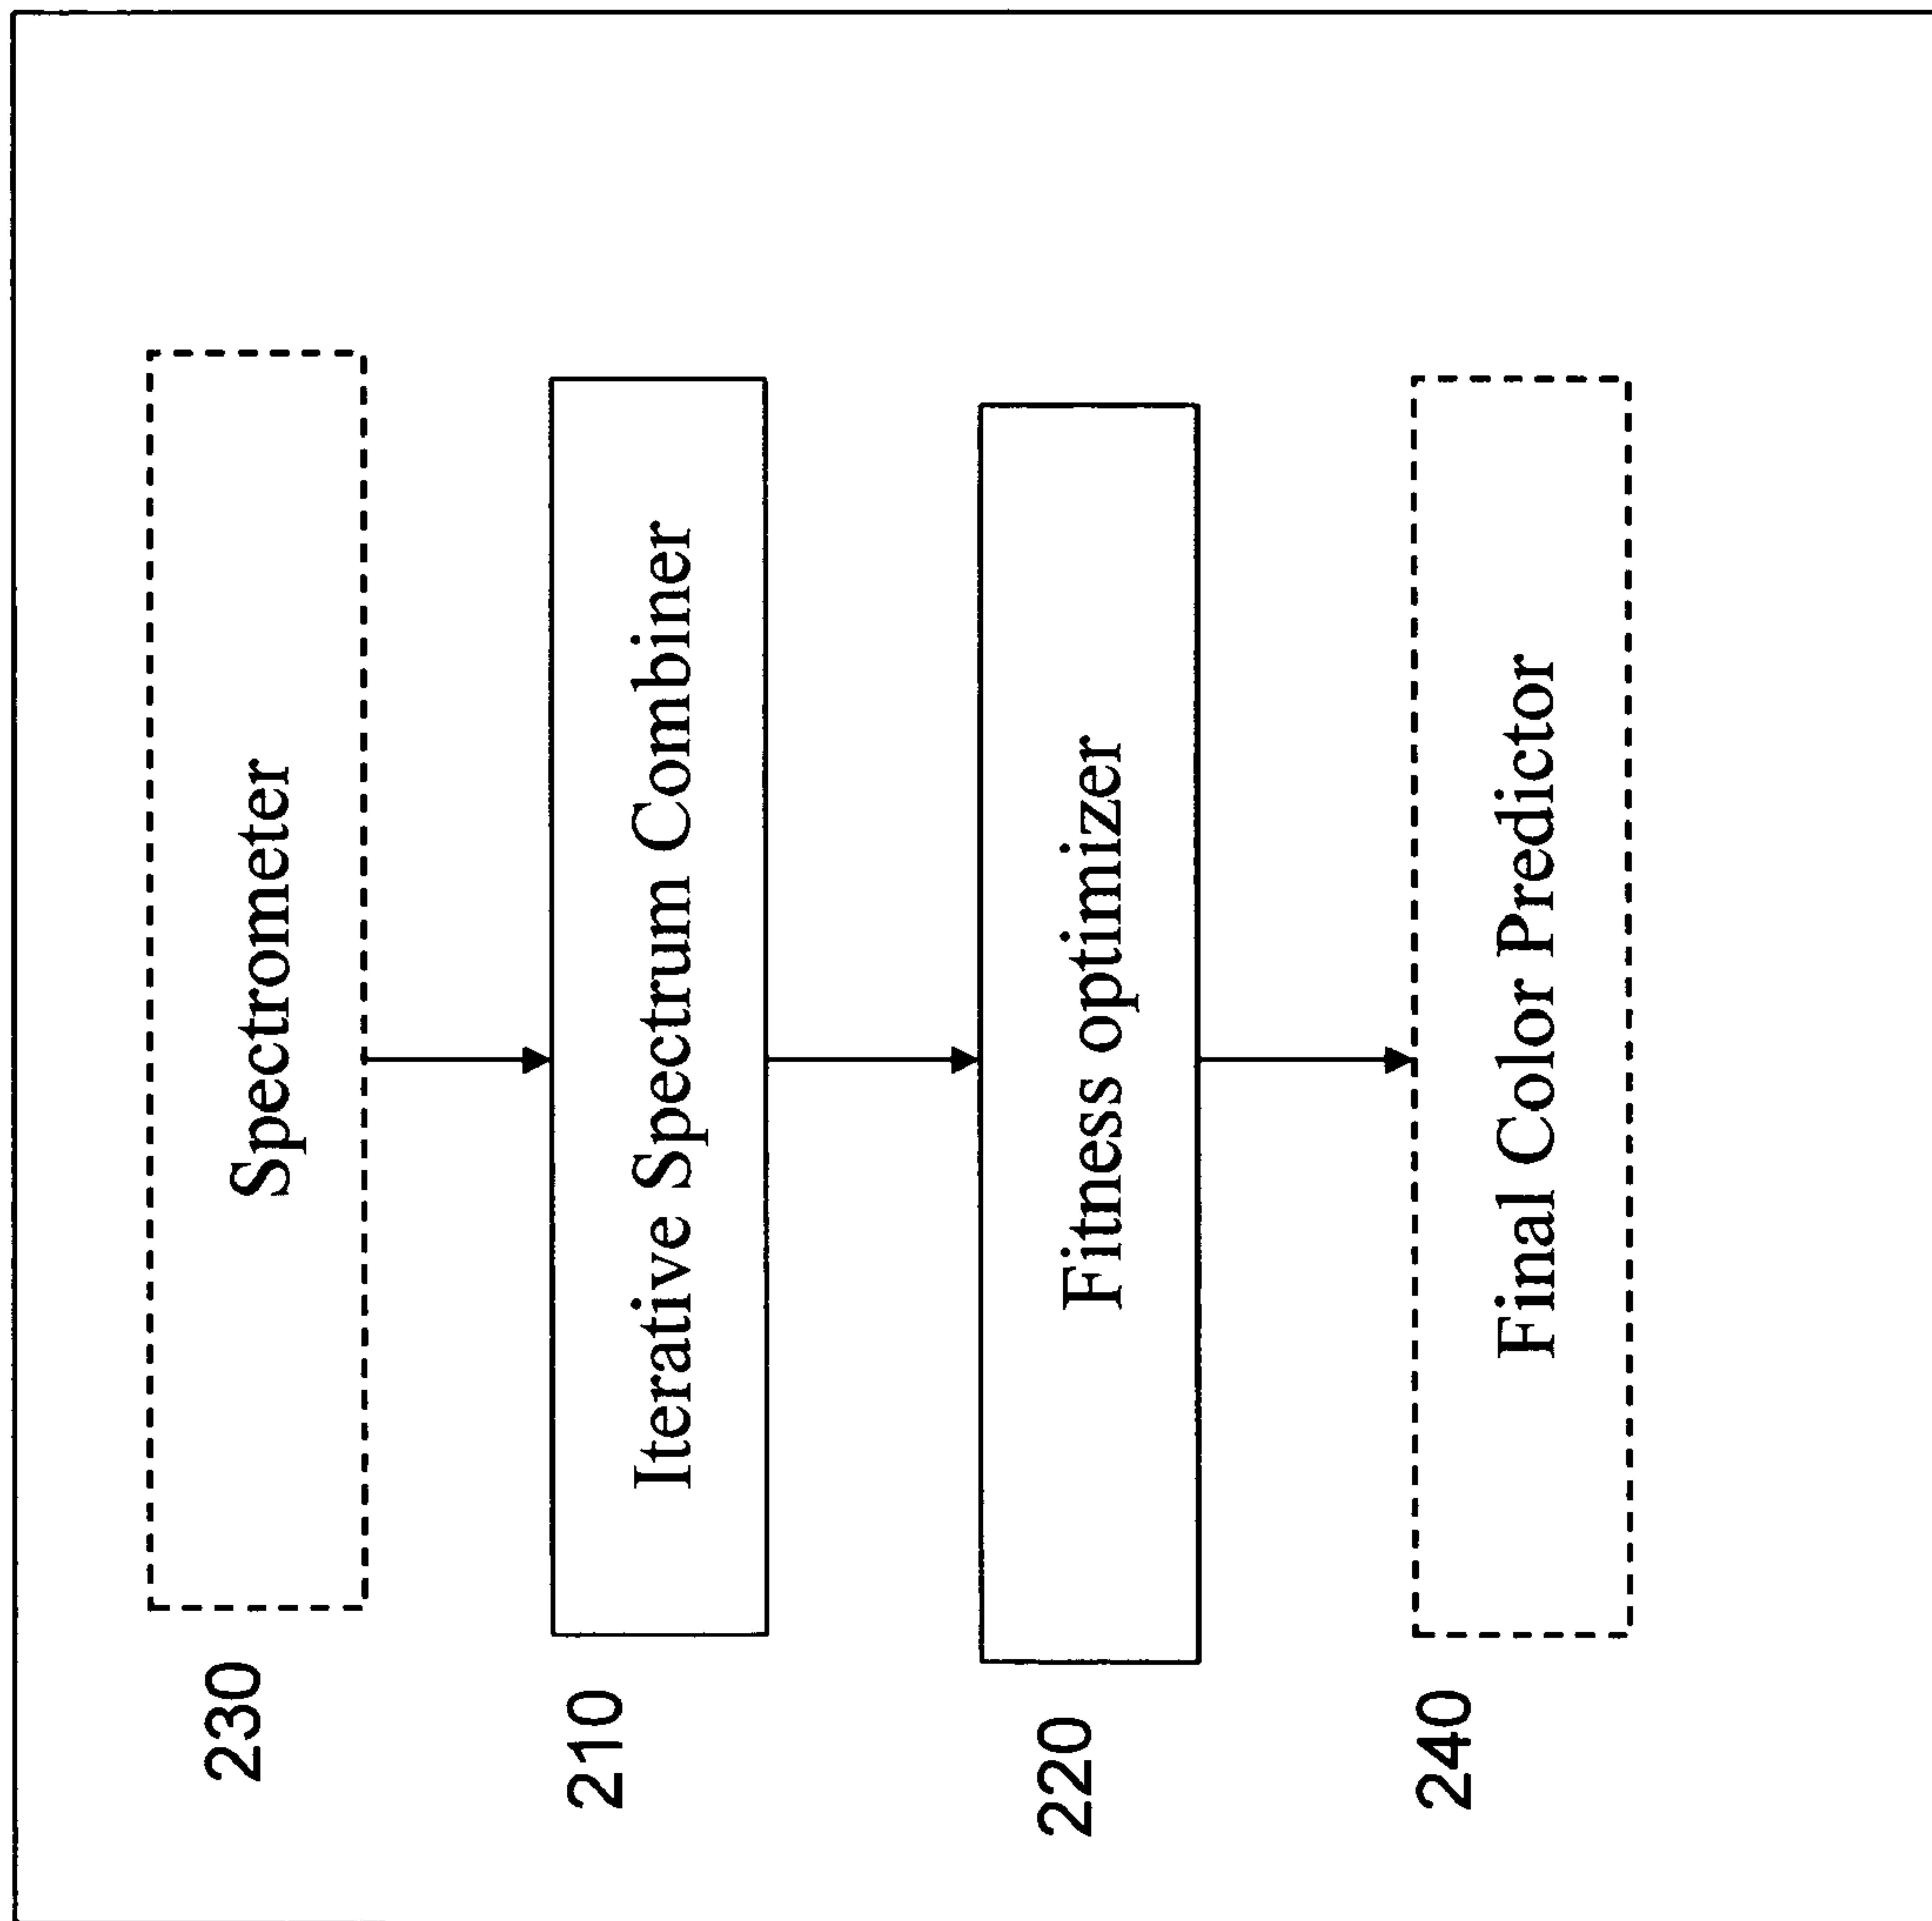 230
Spectrometer
210
Iterative Spectrum Combiner
220
Fitness optimizer
240
Final Color Predictor